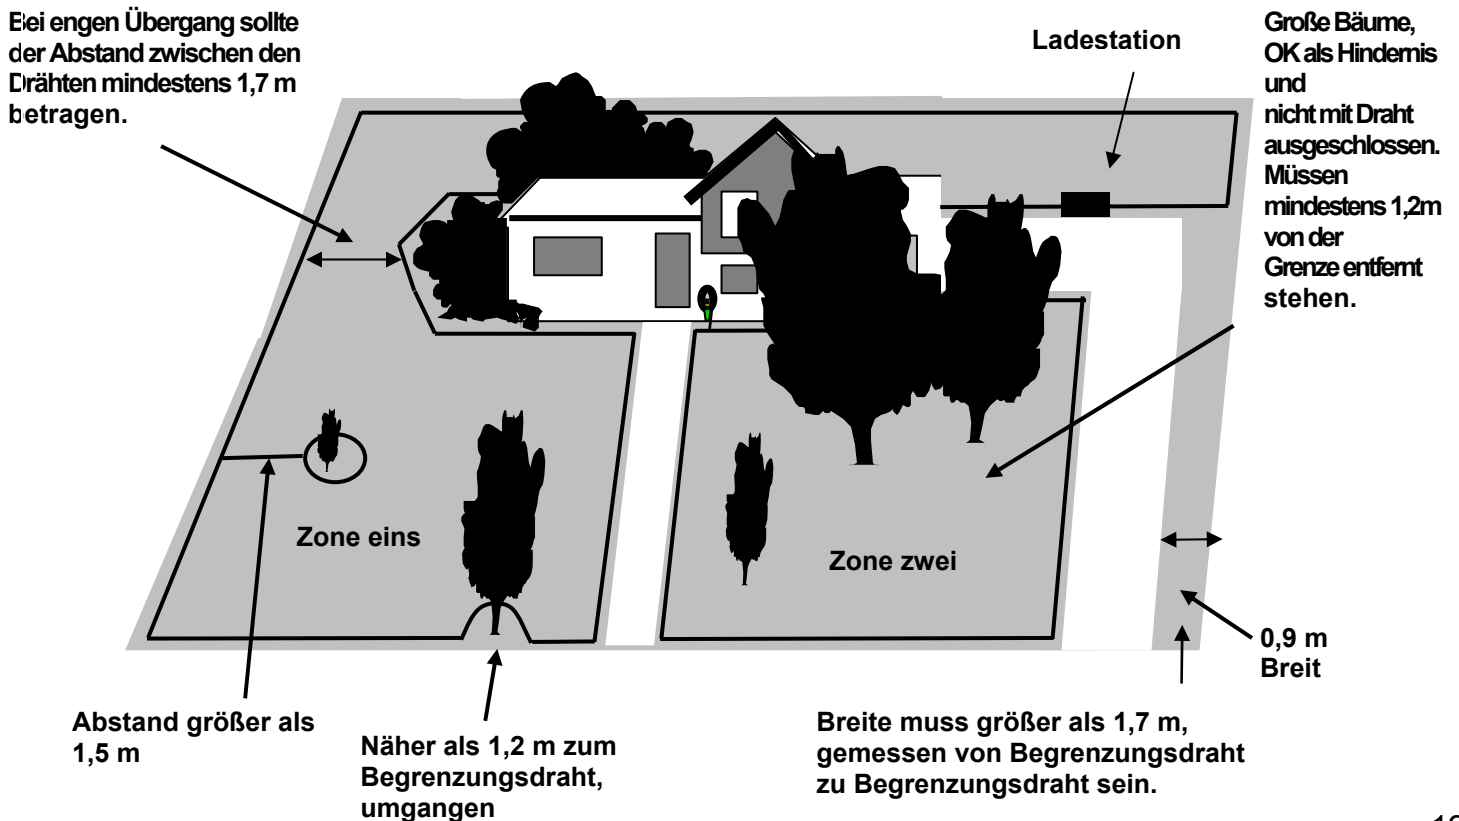 Bei engen Übergang sollte
der Abstand zwischen den
Drähten mindestens 1,7 m
betragen.
Ladestation
Große Bäume,
OK als Hindernis
und
nicht mit Draht
ausgeschlossen.
Müssen
mindestens 1,2m
von der
Grenze entfernt
stehen.
Zone eins
Zone zwei
0,9 m
Breit
Abstand größer als
1,5 m
Näher als 1,2 m zum
Begrenzungsdraht,
umgangen
Breite muss größer als 1,7 m,
gemessen von Begrenzungsdraht
zu Begrenzungsdraht sein.